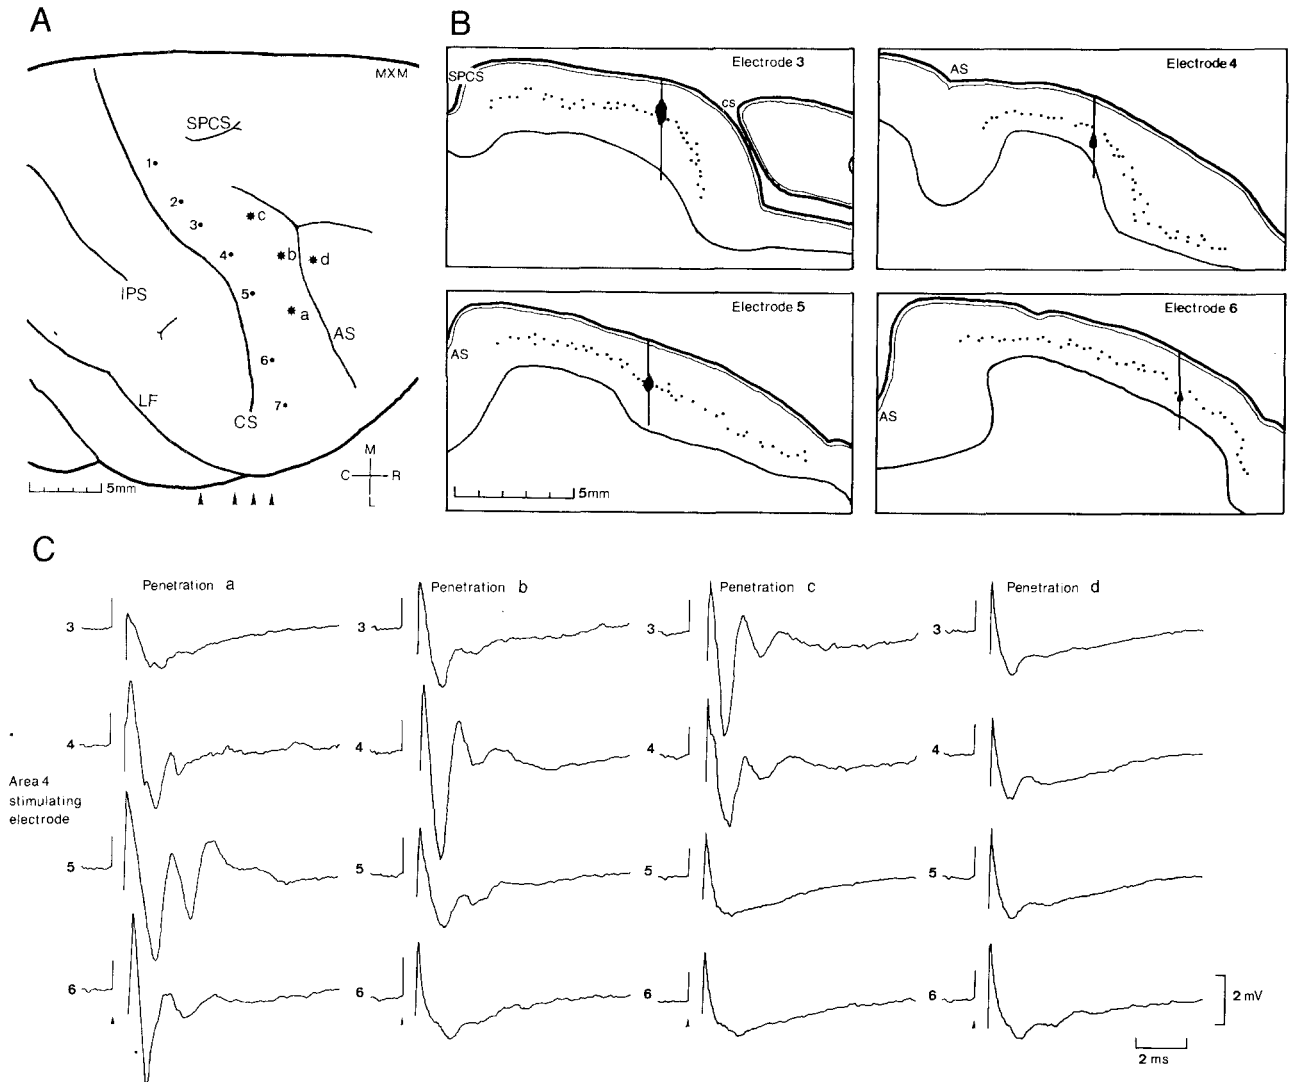 A
MXM
SPCS
1
2
3
c
4
b
d
IPS
5
a
AS
6
LF
7
CS
M
C R
L
5mm
B
Electrode 3
SPCS
CS
Electrode 4
AS
Electrode 5
AS
5mm
Electrode 6
AS
C
Penetration a
Penetration b
Penetration c
Penetration d
3
3
3
3
4
4
4
4
Area 4
stimulating
electrode
5
5
5
5
6
6
6
6
2 mV
2 ms